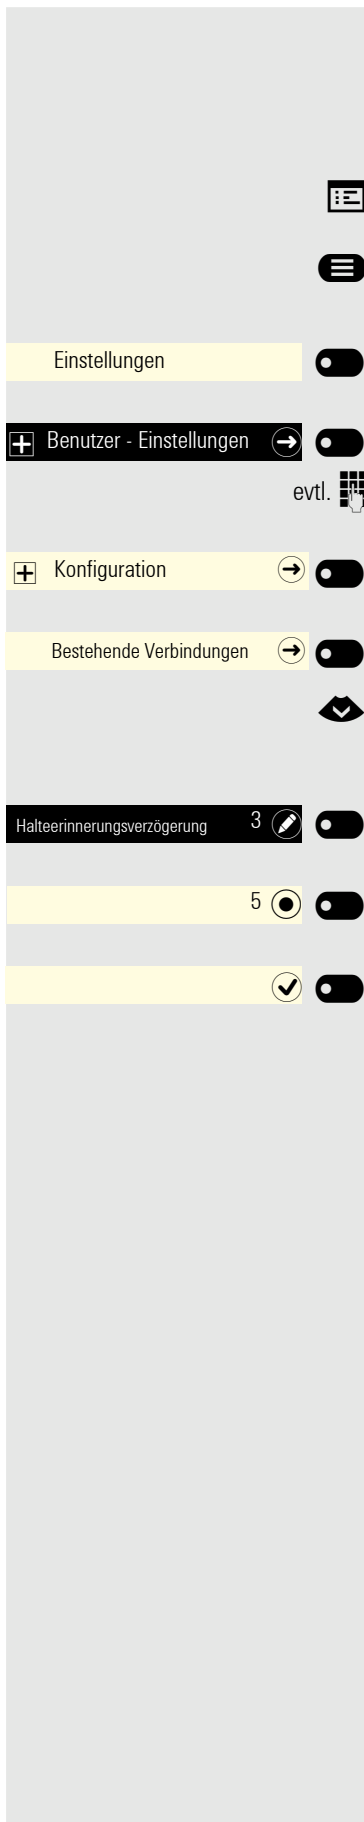 Einstellungen
Benutzer - Einstellungen
evtl.
Konfiguration
Bestehende Verbindungen
Halteerinnerungsverzögerung 3
5